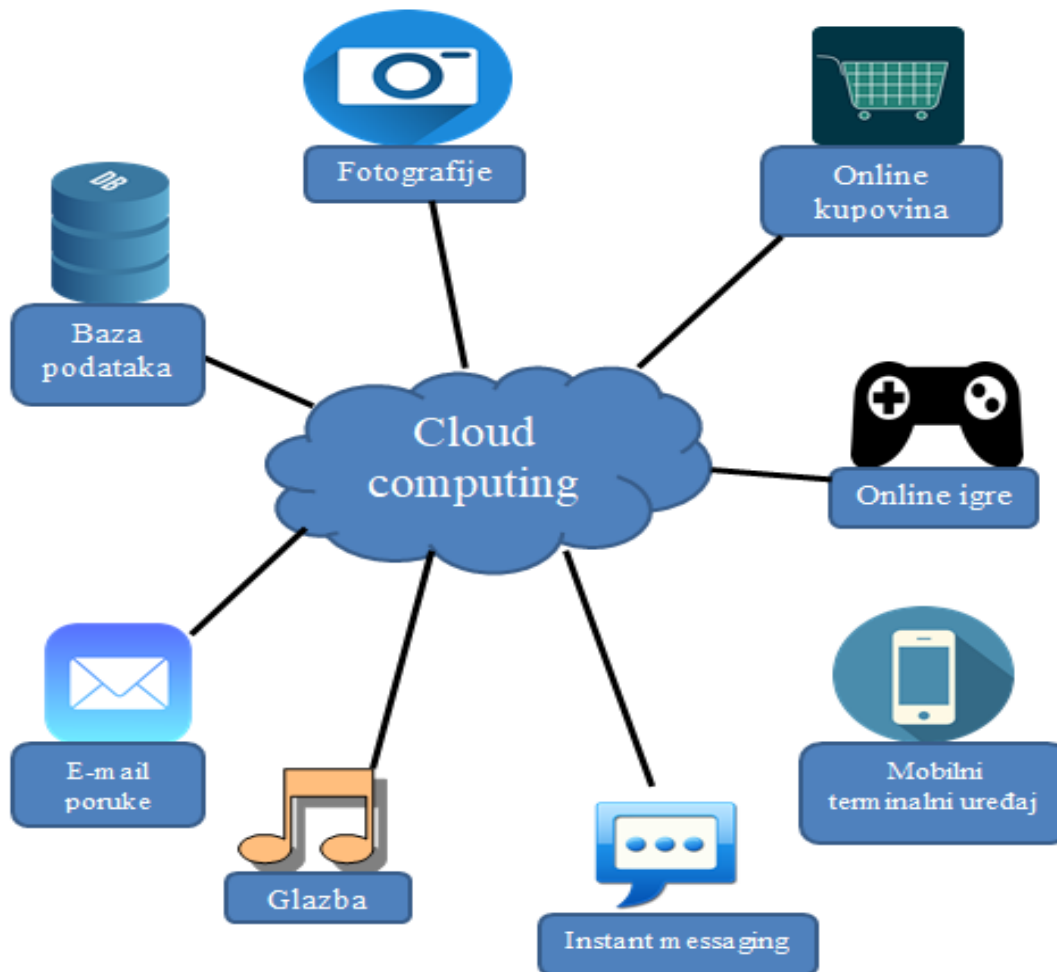 Fotografije
Online
kupovina
DB
Baza
podataka
Cloud
computing
Online igre
E-mail
poruke
Mobilni
terminalni uređaj
Glazba
Instant messaging